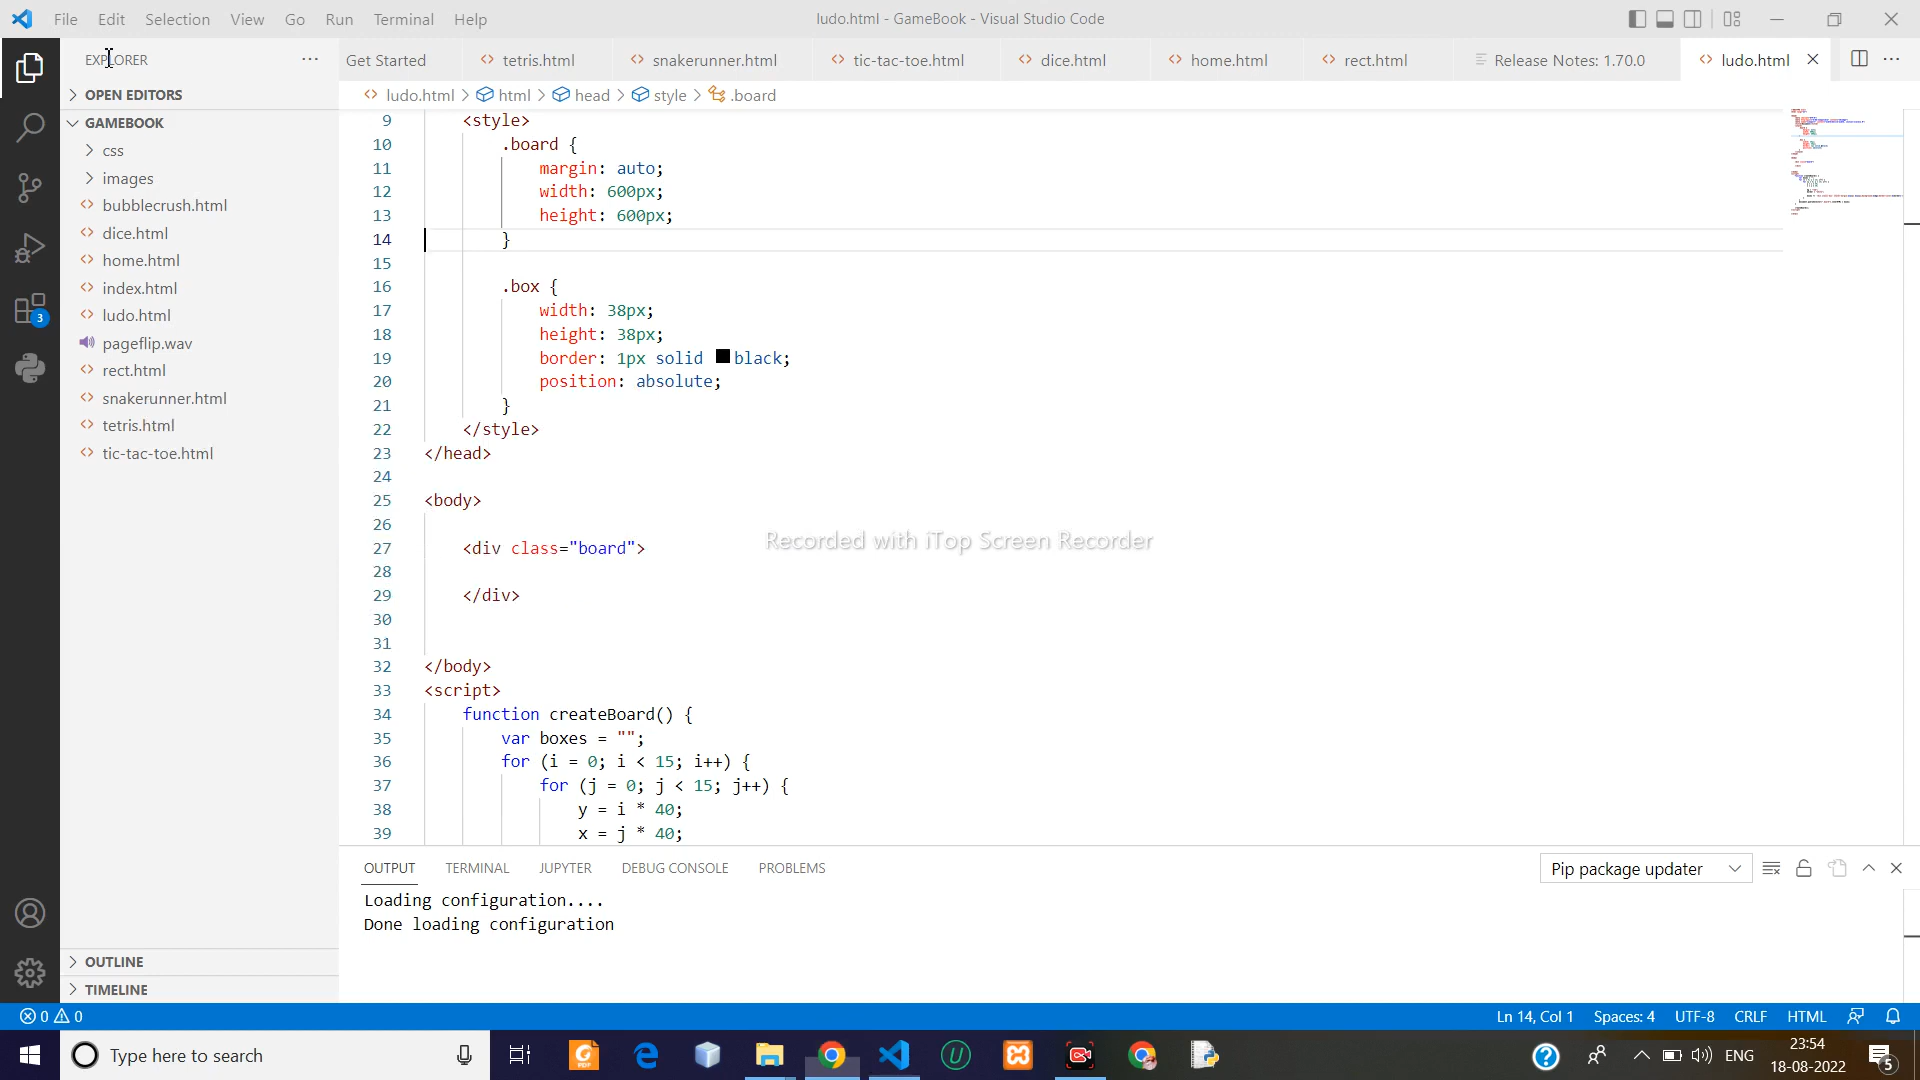 File Edit Selection View Go Run Terminal Help
ludo.html - GameBook - Visual Studio Code
EXPLORER
Get Started
tetris.html
snakerunner.html
tic-tac-toe.html
dice.html
home.html
rect.html
Release Notes: 1.70.0
ludo.html
OPEN EDITORS
GAMEBOOK
css
images
bubblecrush.html
dice.html
home.html
index.html
ludo.html
pageflip.wav
rect.html
snakerunner.html
tetris.html
tic-tac-toe.html
OUTLINE
TIMELINE
3
ludo.html > html > head > style > .board
9 <style>
10 .board {
11 margin: auto;
12 width: 600px;
13 height: 600px;
14 }
15
16 .box {
17 width: 38px;
18 height: 38px;
19 border: 1px solid black;
20 position: absolute;
21 }
22 </style>
23 </head>
24
25 <body>
26
27 <div class="board">
28
29 </div>
30
31
32 </body>
33 <script>
34 function createBoard() {
35 var boxes = "";
36 for (i = 0; i < 15; i++) {
37 for (j = 0; j < 15; j++) {
38 y = i * 40;
39 x = j * 40;
Recorded with iTop Screen Recorder
OUTPUT TERMINAL JUPYTER DEBUG CONSOLE PROBLEMS
Pip package updater
Loading configuration....
Done loading configuration
0 0
Ln 14, Col 1 Spaces: 4 UTF-8 CRLF HTML
Type here to search
ENG
23:54
18-08-2022
5